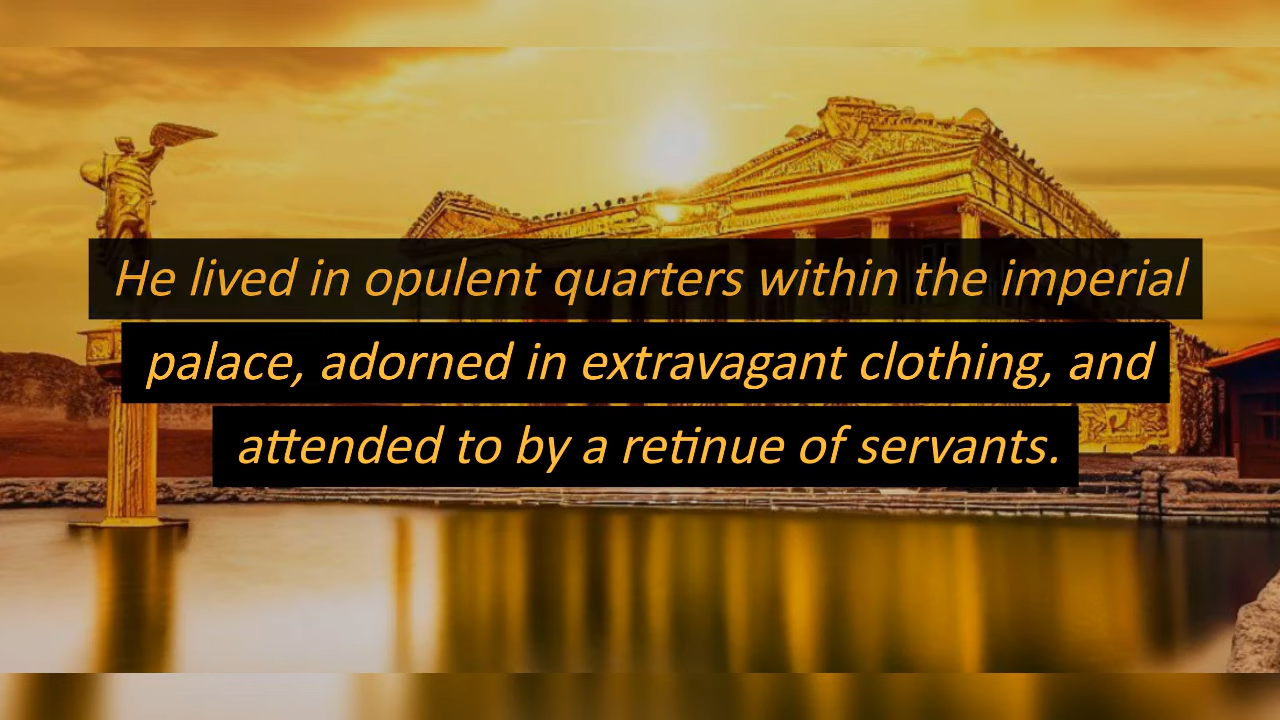 He lived in opulent quarters within the imperial
palace, adorned in extravagant clothing, and
attended to by a retinue of servants.